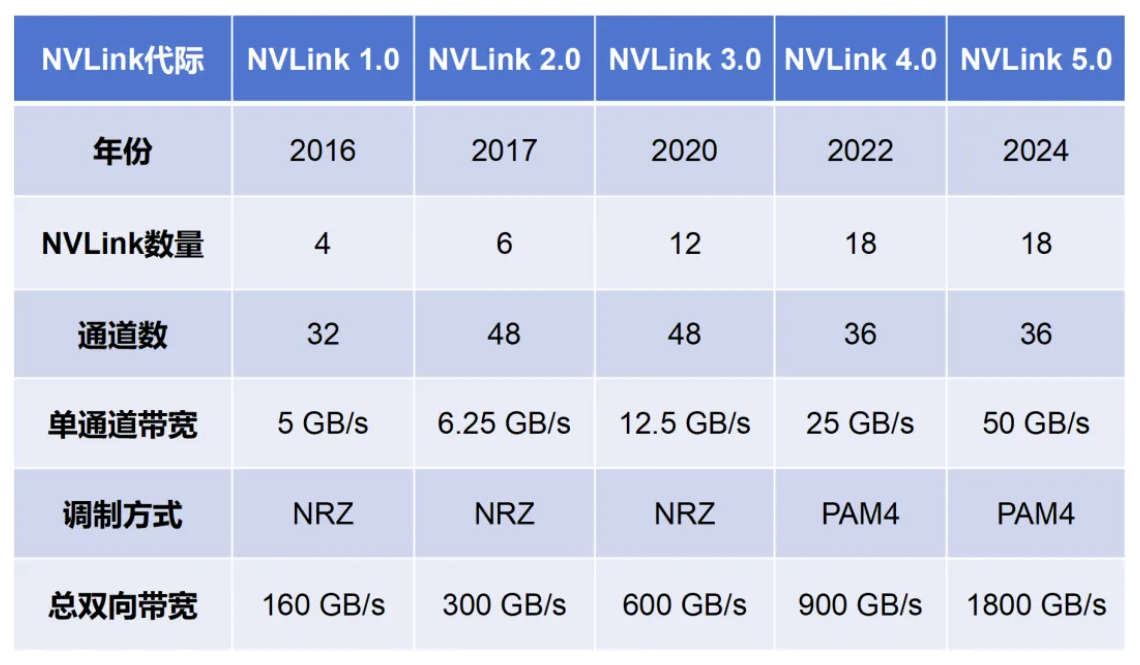 NVLink代际 NVLink 1.0 NVLink 2.0 NVLink 3.0 NVLink 4.0 NVLink 5.0
年份 2016 2017 2020 2022 2024
NVLink数量 4 6 12 18 18
通道数 32 48 48 36 36
单通道带宽 5 GB/s 6.25 GB/s 12.5 GB/s 25 GB/s 50 GB/s
调制方式 NRZ NRZ NRZ PAM4 PAM4
总双向带宽 160 GB/s 300 GB/s 600 GB/s 900 GB/s 1800 GB/s